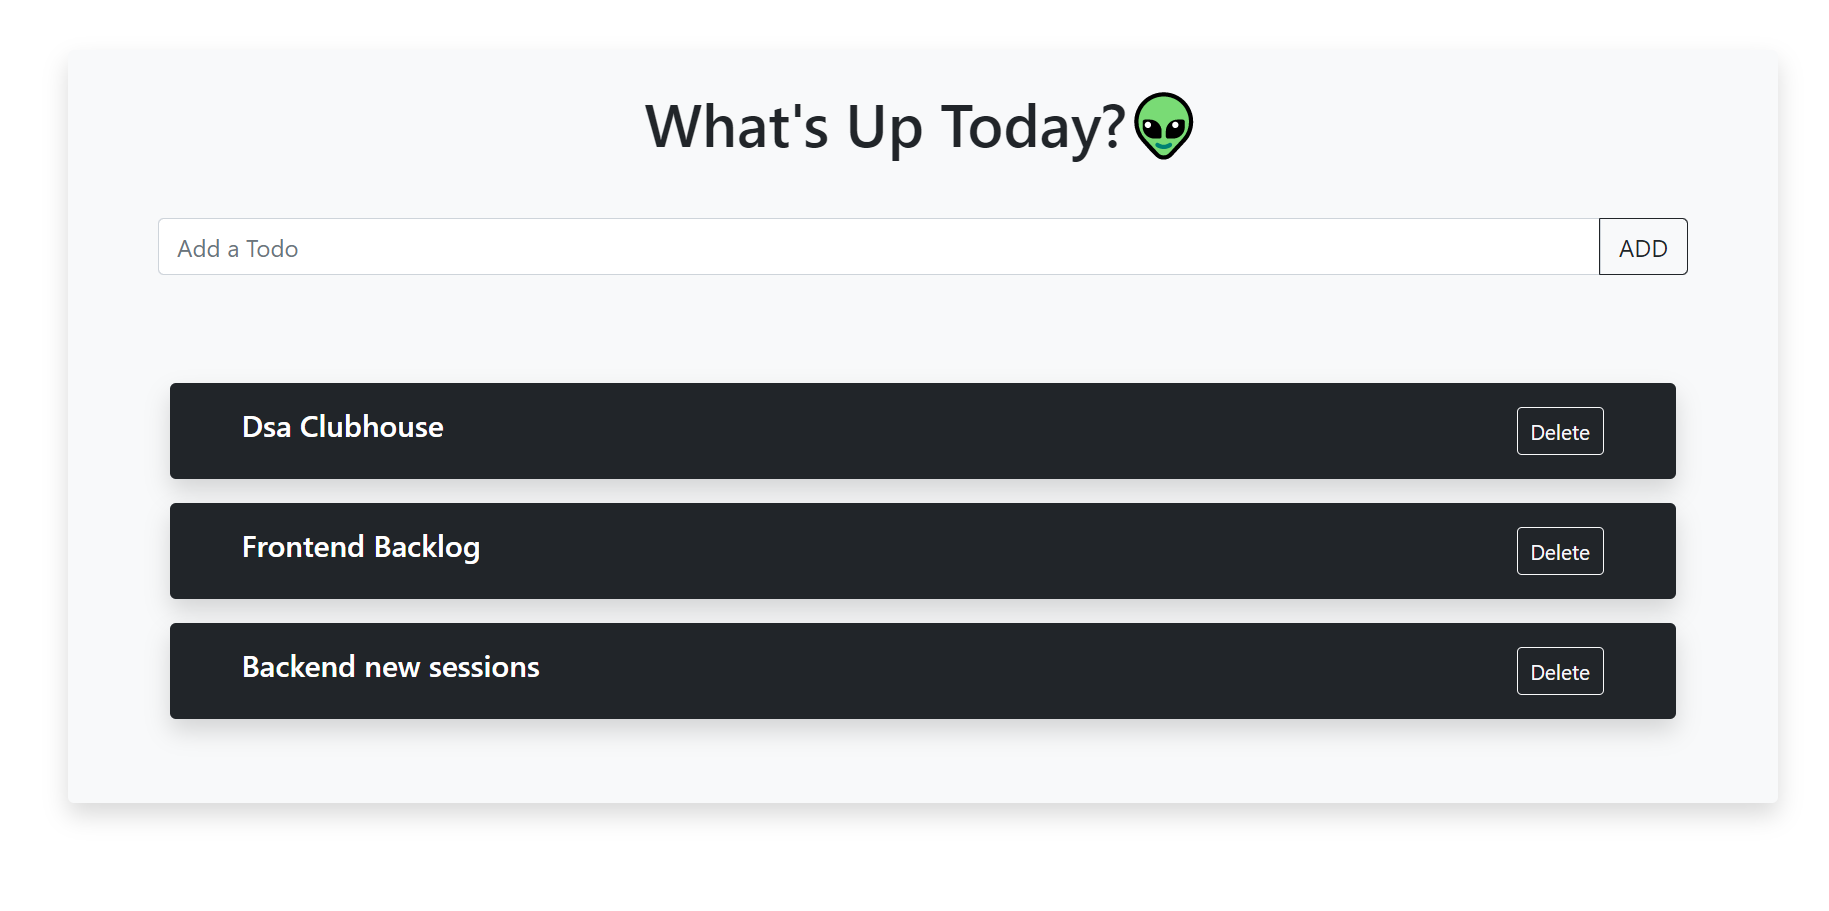 What's Up Today?👽
Add a Todo
ADD
Dsa Clubhouse
Delete
Frontend Backlog
Delete
Backend new sessions
Delete